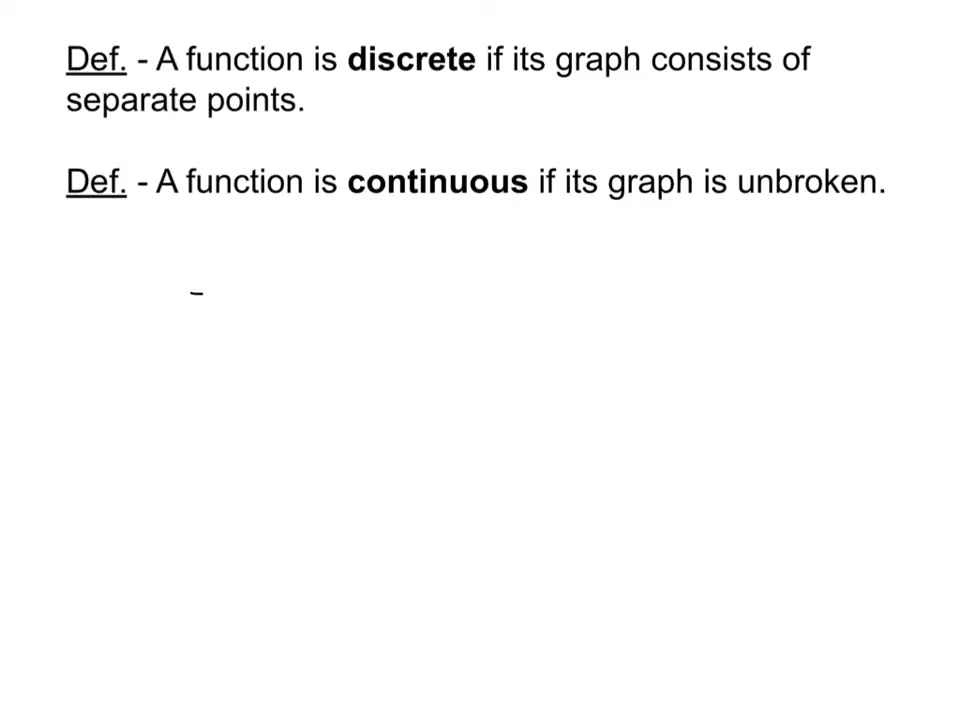 Def. - A function is discrete if its graph consists of
separate points.
Def. - A function is continuous if its graph is unbroken.